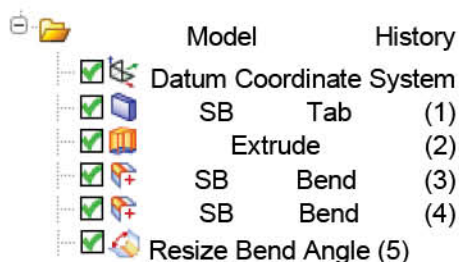 Model History
Datum Coordinate System
SB Tab (1)
Extrude (2)
SB Bend (3)
SB Bend (4)
Resize Bend Angle (5)